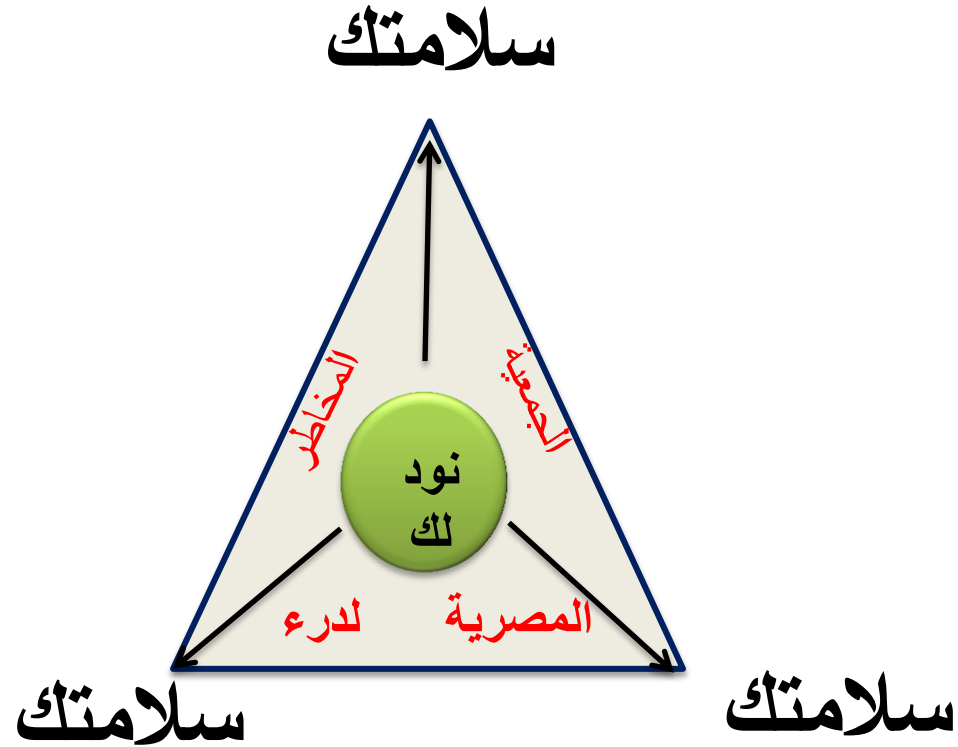 سلامتك
الجمعية
المخاطر
نود
لك
المصرية
لدرء
سلامتك
سلامتك